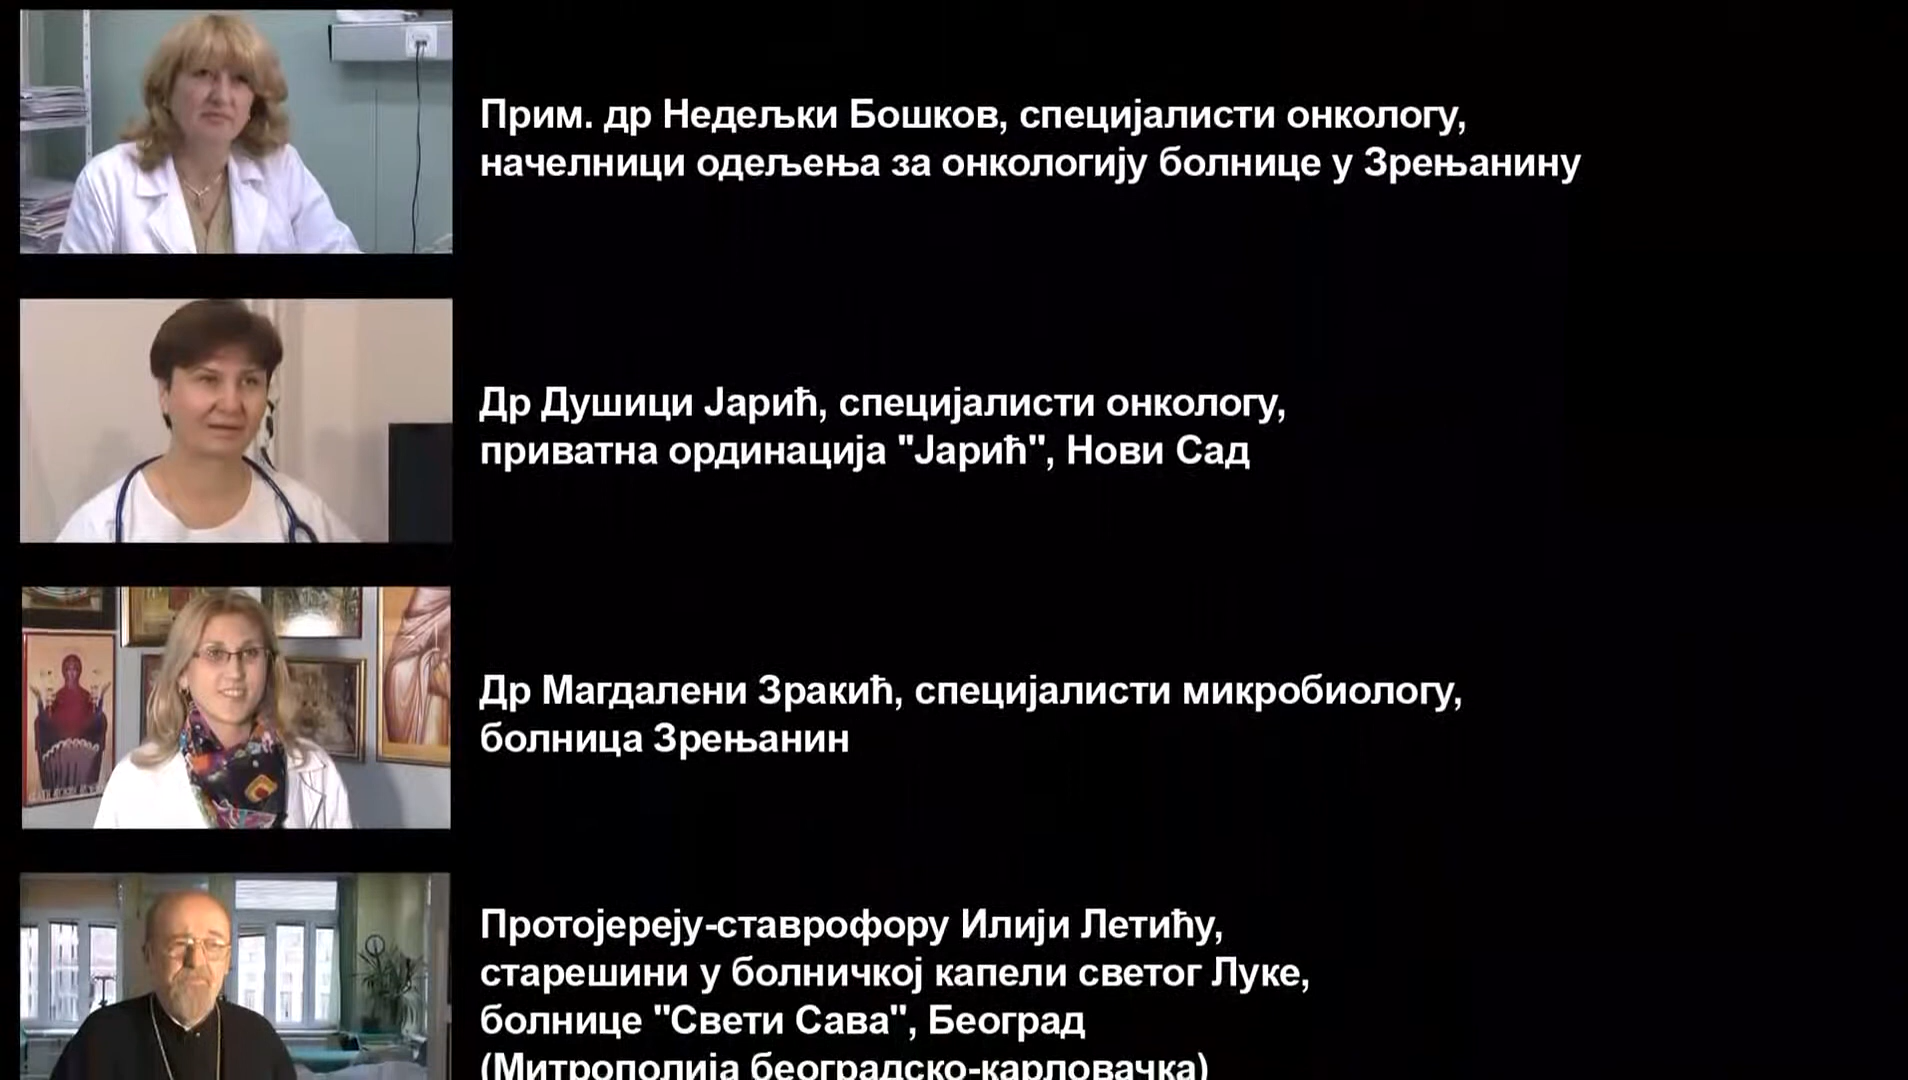 Прим. др Недељки Бошков, специјалисти онкологу,
начелници одељења за онкологију болнице у Зрењанину
Др Душици Јарић, специјалисти онкологу,
приватна ординација "Јарић", Нови Сад
Др Магдалени Зракић, специјалисти микробиологу,
болница Зрењанин
Протојереју-ставрофору Илији Летићу,
старешини у болничкој капели светог Луке,
болнице "Свети Сава", Београд
(Митрополија београдско-карловачка)